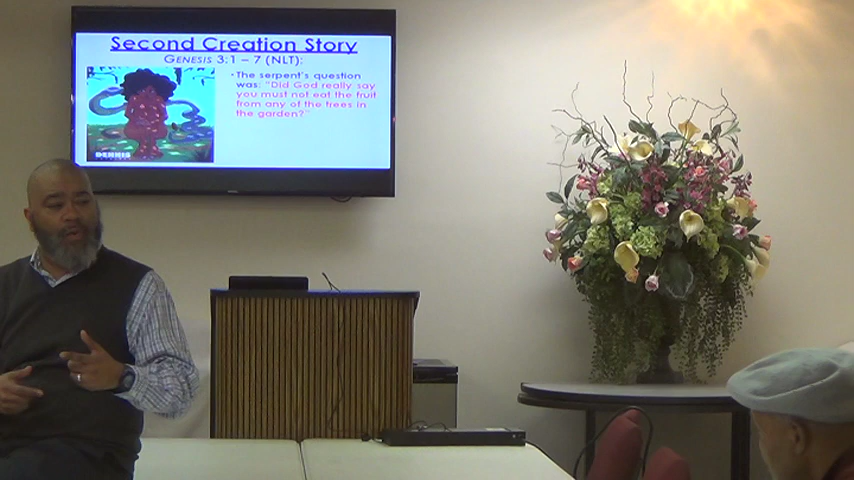 Second Creation Story
GENESIS 3:1 – 7 (NLT):
• The serpent's question
was: "Did God really say
you must not eat the fruit
from any of the trees in
the garden?"
DENNIS